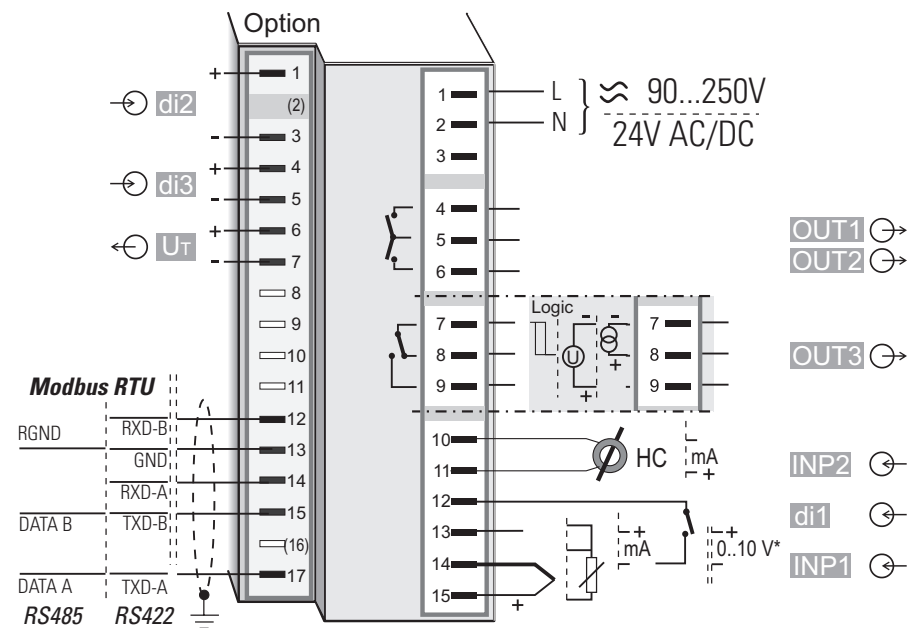 Option
+ 1
(2)
di2
- 3
+ 4
di3
- 5
+ 6
UT
- 7
8
9
10
11
Modbus RTU
12
RGND
RXD-B
13
GND
14
RXD-A
15
DATA B
TXD-B
(16)
17
DATA A
TXD-A
RS485
RS422
1
L
≈ 90...250V
2
N
24V AC/DC
3
4
5
6
OUT1
OUT2
Logic
7
- -
7
8
U
+
8
OUT3
9
+
-
9
10
HC
mA
+
INP2
11
12
di1
13
+
mA
+
0..10 V*
-
INP1
14
15
+